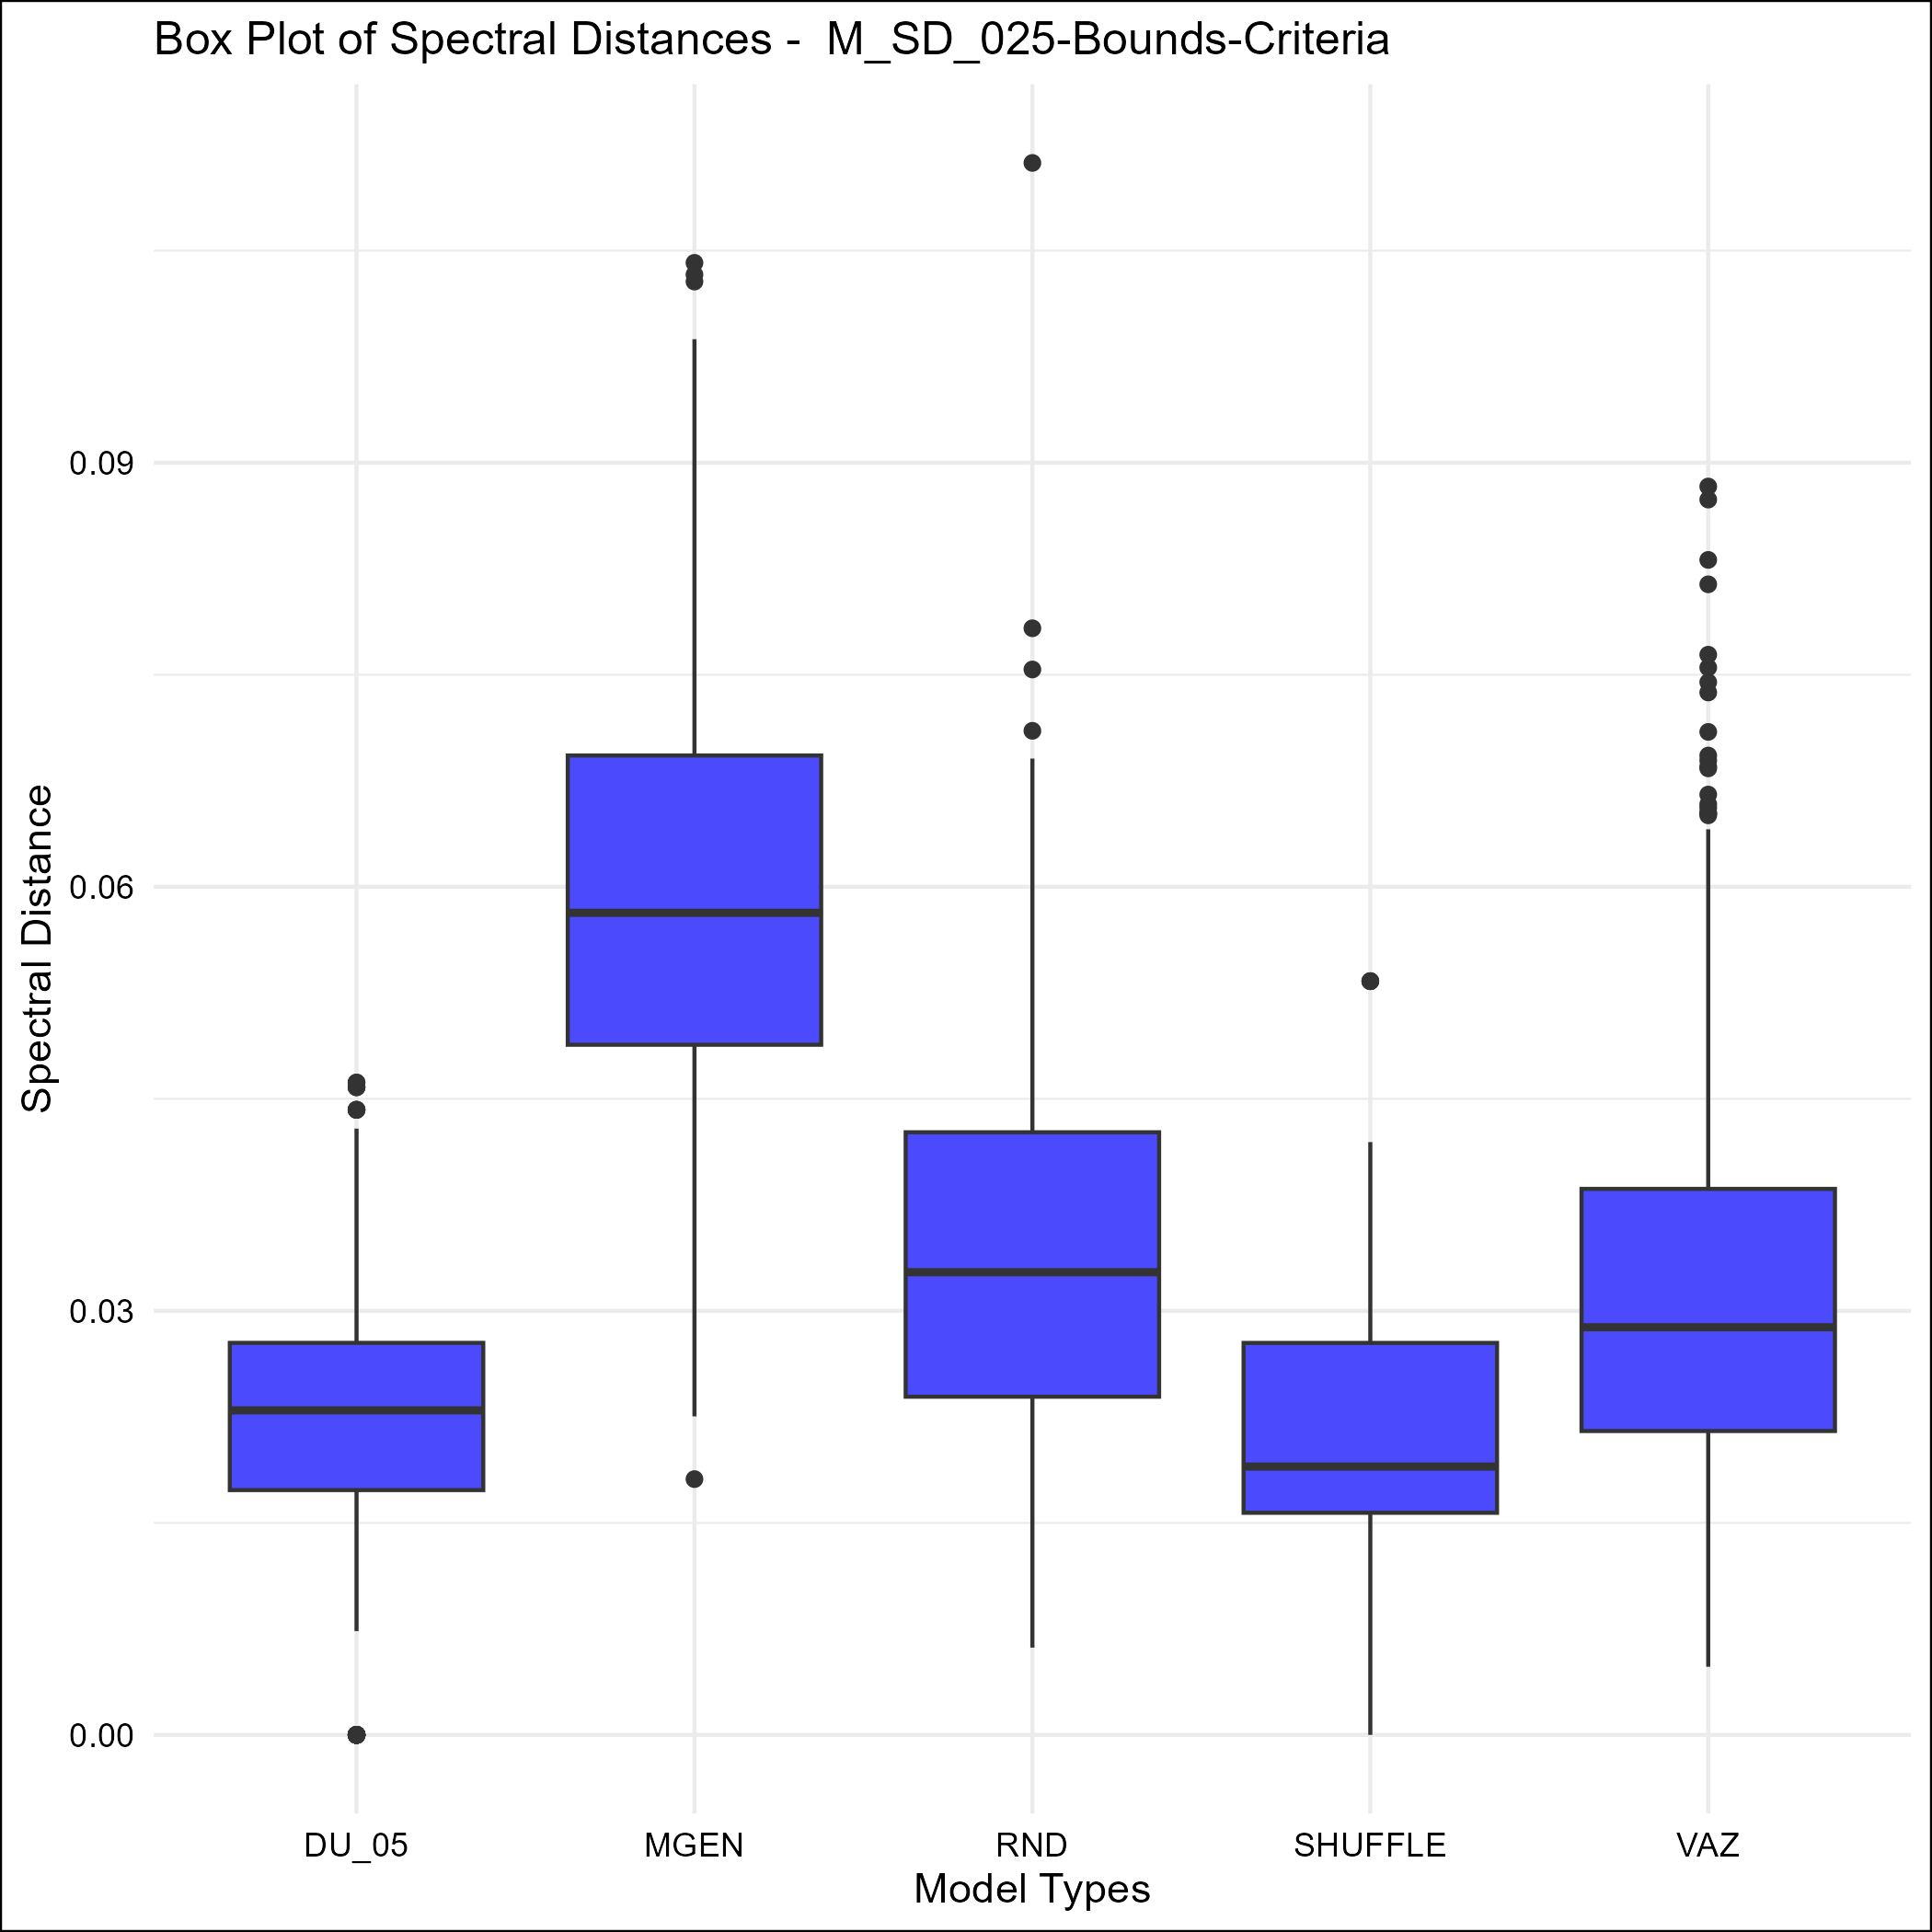 Box Plot of Spectral Distances -  M_SD_025-Bounds-Criteria
Spectral Distance
0.09
0.06
0.03
0.00
DU_05 MGEN RND SHUFFLE VAZ
Model Types